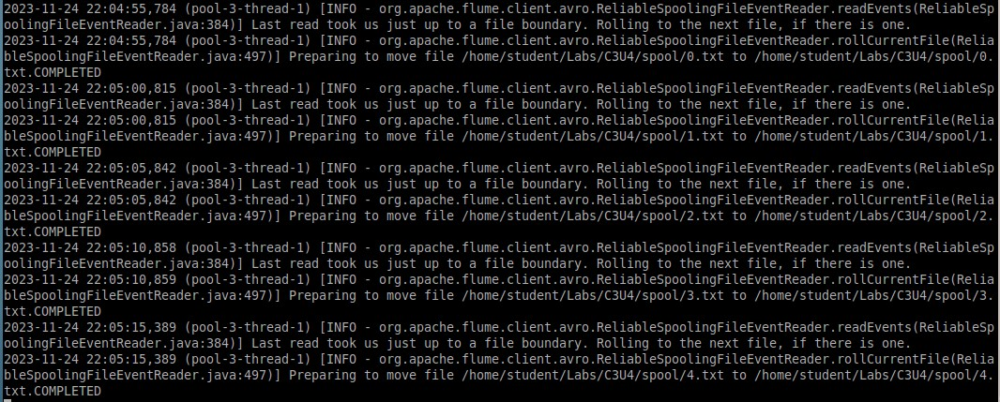 2023-11-24 22:04:55,784 (pool-3-thread-1) [INFO - org.apache.flume.client.avro.ReliableSpoolingFileEventReader.readEvents(ReliableSp
oolingFileEventReader.java:384)] Last read took us just up to a file boundary. Rolling to the next file, if there is one.
2023-11-24 22:04:55,784 (pool-3-thread-1) [INFO - org.apache.flume.client.avro.ReliableSpoolingFileEventReader.rollCurrentFile(Relia
bleSpoolingFileEventReader.java:497)] Preparing to move file /home/student/Labs/C3U4/spool/0.txt to /home/student/Labs/C3U4/spool/0.
txt.COMPLETED
2023-11-24 22:05:00,815 (pool-3-thread-1) [INFO - org.apache.flume.client.avro.ReliableSpoolingFileEventReader.readEvents(ReliableSp
oolingFileEventReader.java:384)] Last read took us just up to a file boundary. Rolling to the next file, if there is one.
2023-11-24 22:05:00,815 (pool-3-thread-1) [INFO - org.apache.flume.client.avro.ReliableSpoolingFileEventReader.rollCurrentFile(Relia
bleSpoolingFileEventReader.java:497)] Preparing to move file /home/student/Labs/C3U4/spool/1.txt to /home/student/Labs/C3U4/spool/1.
txt.COMPLETED
2023-11-24 22:05:05,842 (pool-3-thread-1) [INFO - org.apache.flume.client.avro.ReliableSpoolingFileEventReader.readEvents(ReliableSp
oolingFileEventReader.java:384)] Last read took us just up to a file boundary. Rolling to the next file, if there is one.
2023-11-24 22:05:05,842 (pool-3-thread-1) [INFO - org.apache.flume.client.avro.ReliableSpoolingFileEventReader.rollCurrentFile(Relia
bleSpoolingFileEventReader.java:497)] Preparing to move file /home/student/Labs/C3U4/spool/2.txt to /home/student/Labs/C3U4/spool/2.
txt.COMPLETED
2023-11-24 22:05:10,858 (pool-3-thread-1) [INFO - org.apache.flume.client.avro.ReliableSpoolingFileEventReader.readEvents(ReliableSp
oolingFileEventReader.java:384)] Last read took us just up to a file boundary. Rolling to the next file, if there is one.
2023-11-24 22:05:10,859 (pool-3-thread-1) [INFO - org.apache.flume.client.avro.ReliableSpoolingFileEventReader.rollCurrentFile(Relia
bleSpoolingFileEventReader.java:497)] Preparing to move file /home/student/Labs/C3U4/spool/3.txt to /home/student/Labs/C3U4/spool/3.
txt.COMPLETED
2023-11-24 22:05:15,389 (pool-3-thread-1) [INFO - org.apache.flume.client.avro.ReliableSpoolingFileEventReader.readEvents(ReliableSp
oolingFileEventReader.java:384)] Last read took us just up to a file boundary. Rolling to the next file, if there is one.
2023-11-24 22:05:15,389 (pool-3-thread-1) [INFO - org.apache.flume.client.avro.ReliableSpoolingFileEventReader.rollCurrentFile(Relia
bleSpoolingFileEventReader.java:497)] Preparing to move file /home/student/Labs/C3U4/spool/4.txt to /home/student/Labs/C3U4/spool/4.
txt.COMPLETED